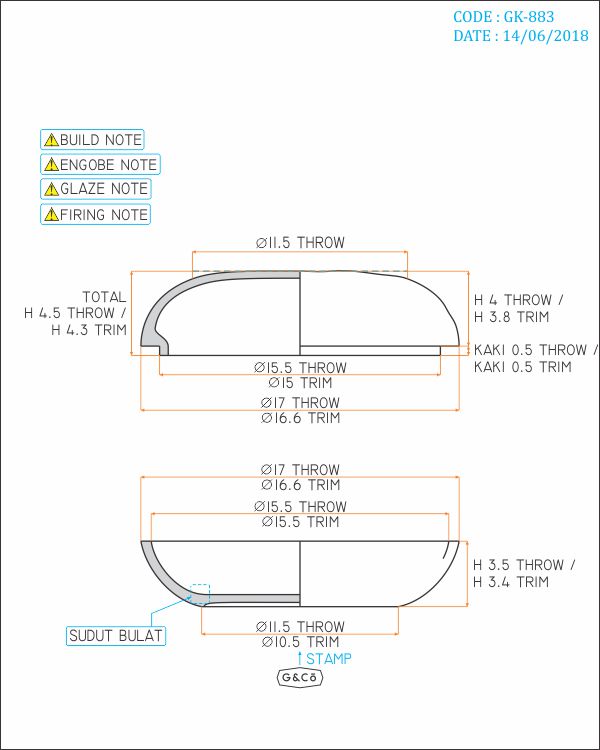 CODE : GK-883
DATE : 14/06/2018
BUILD NOTE
ENGOBE NOTE
GLAZE NOTE
FIRING NOTE
Ø11.5 THROW
TOTAL
H 4.5 THROW /
H 4.3 TRIM
H 4 THROW /
H 3.8 TRIM
KAKI 0.5 THROW /
KAKI 0.5 TRIM
Ø15.5 THROW
Ø15 TRIM
Ø17 THROW
Ø16.6 TRIM
Ø17 THROW
Ø16.6 TRIM
Ø15.5 THROW
Ø15.5 TRIM
H 3.5 THROW /
H 3.4 TRIM
SUDUT BULAT
Ø11.5 THROW
Ø10.5 TRIM
STAMP
G&Cō